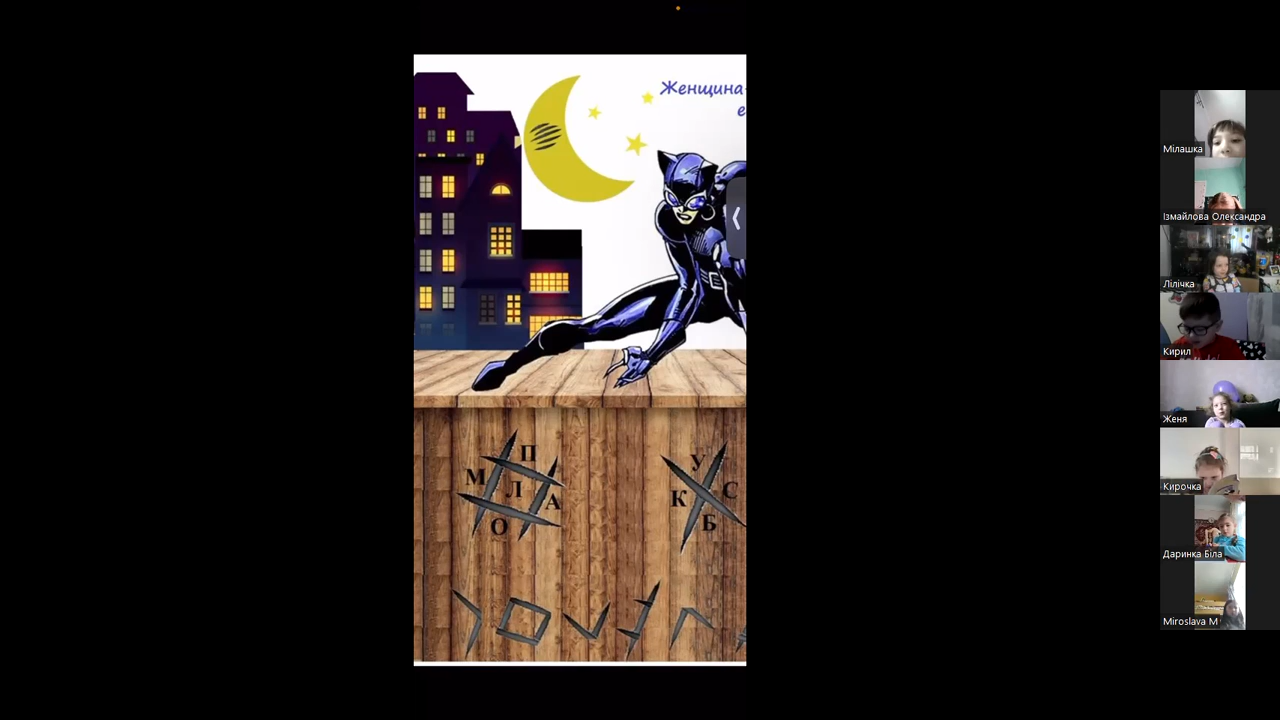 Женщина-
е
П
М
Л
А
О
У
К
С
Б
Мілашка
Ізмайлова Олександра
Лілічка
Кирил
Женя
Кирочка
Даринка Біла
Miroslava M